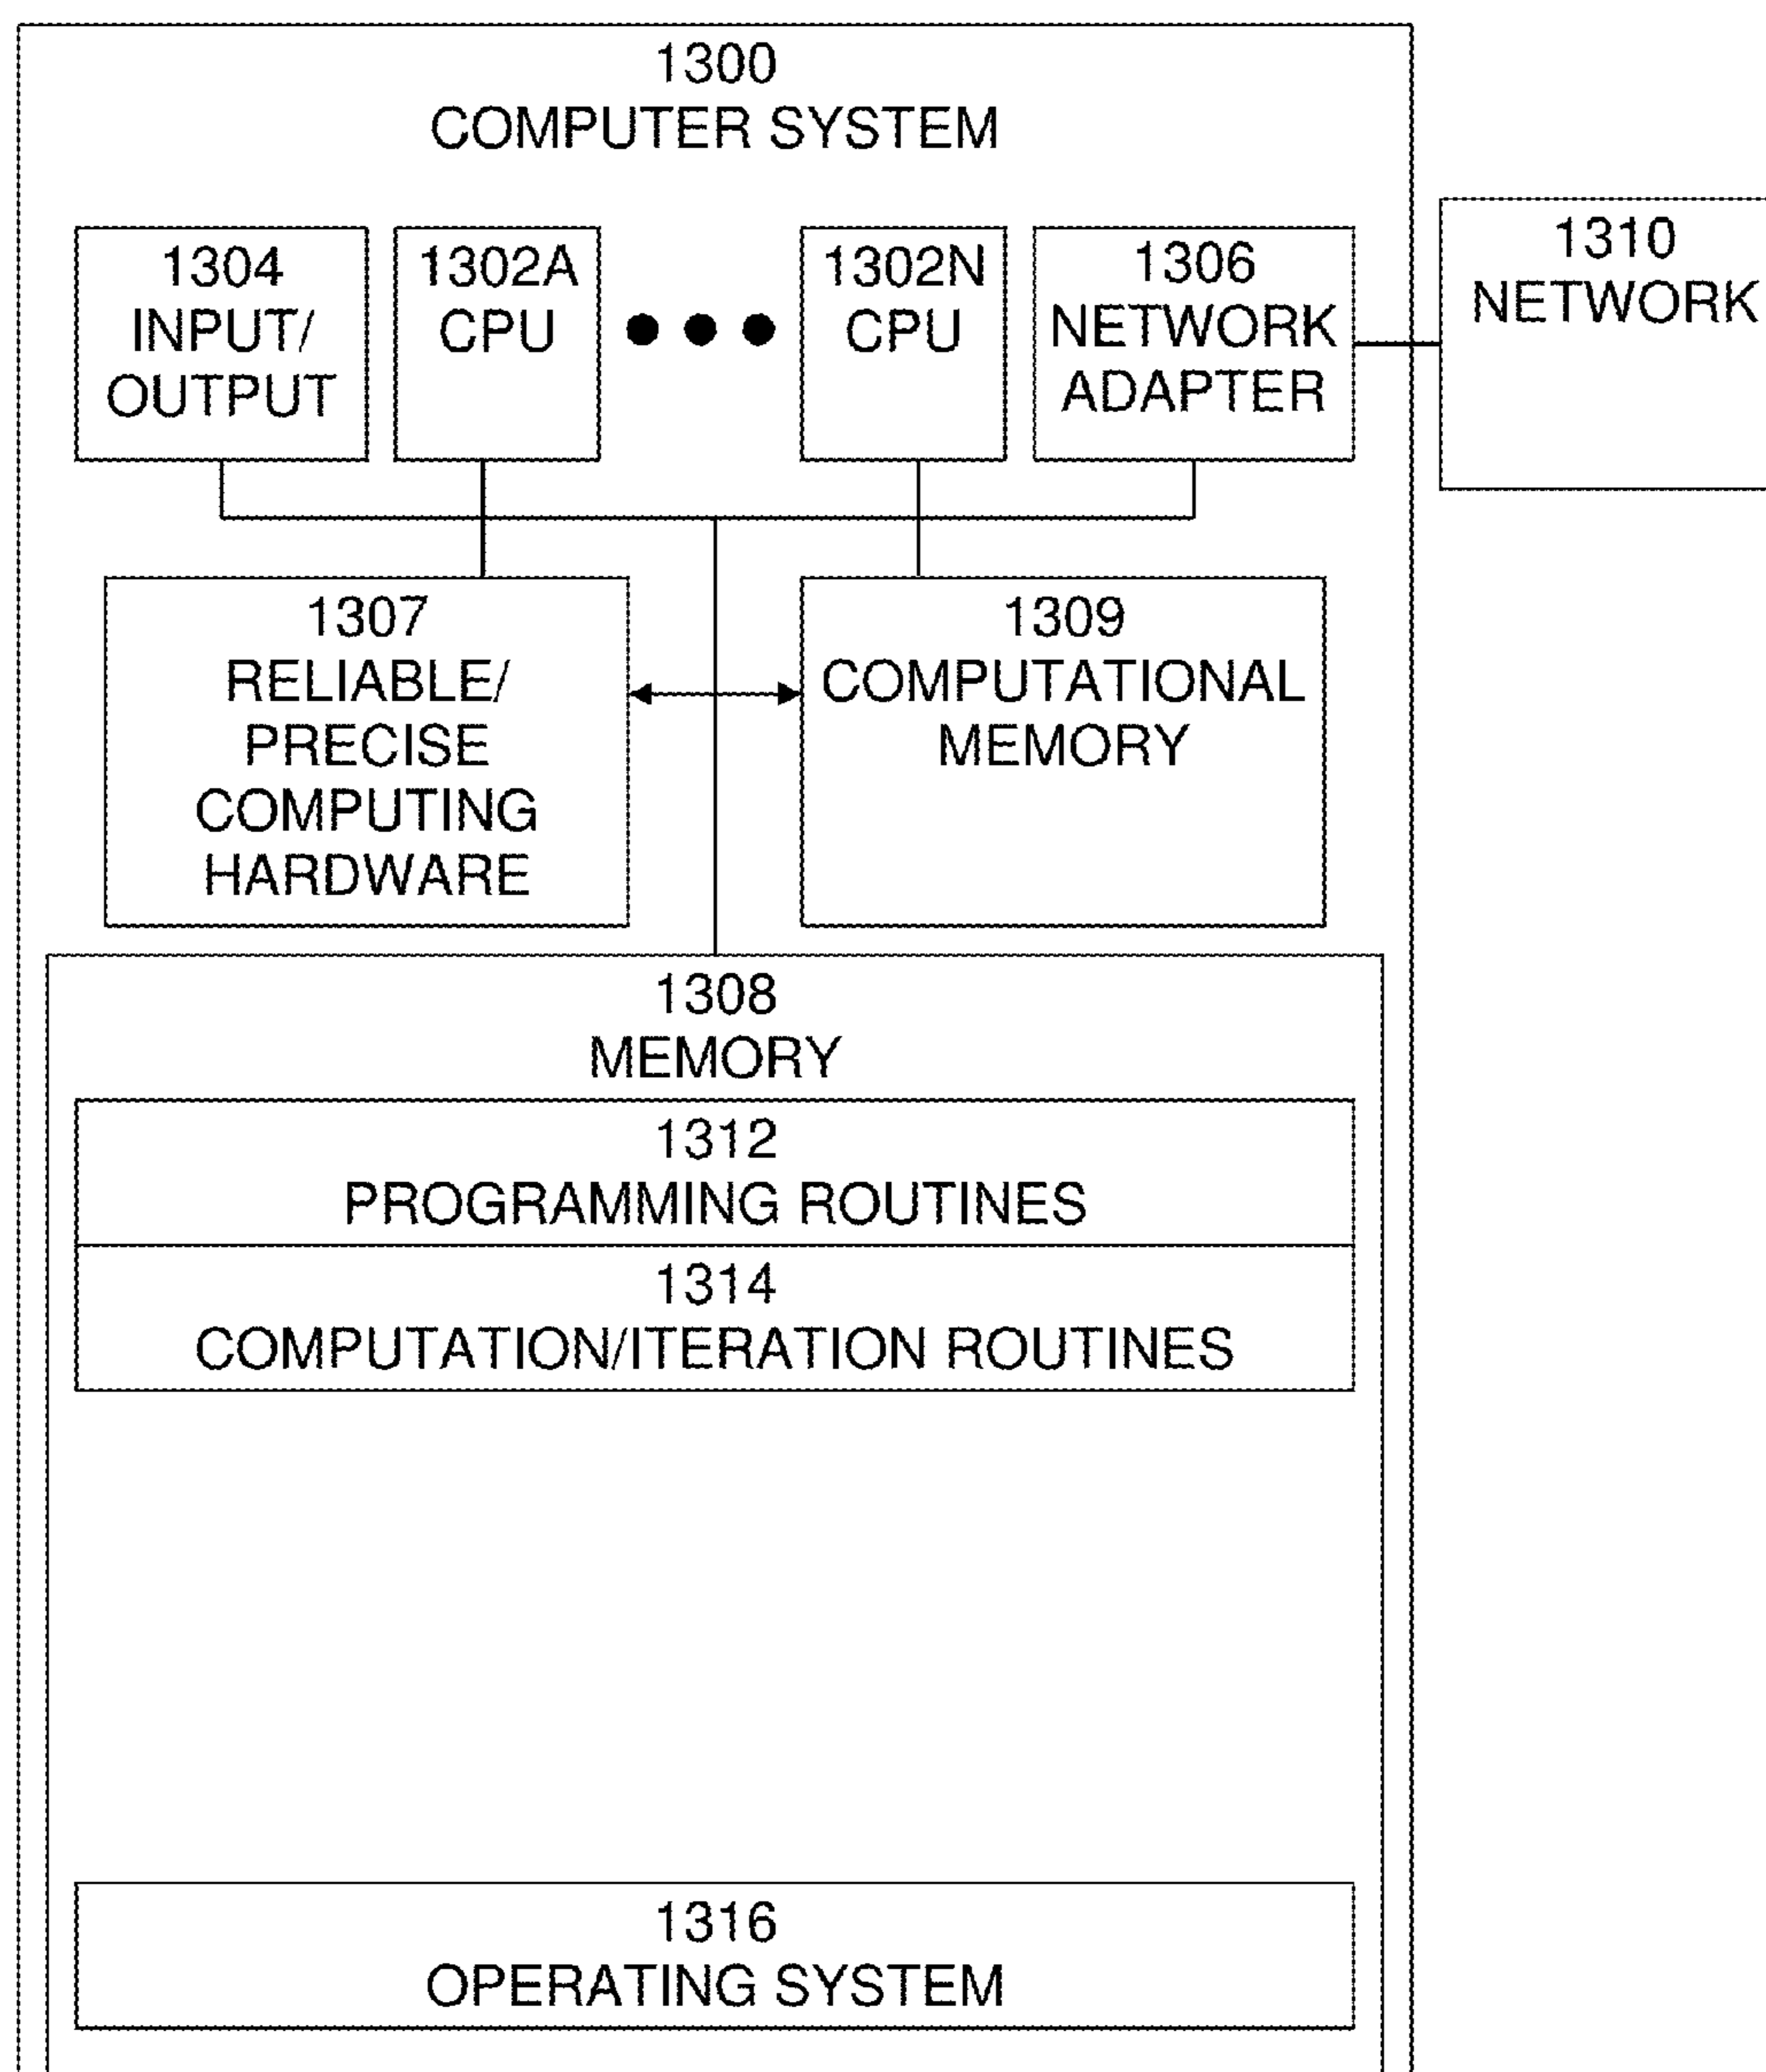 1300
COMPUTER SYSTEM
1304
INPUT/
OUTPUT
1302A
CPU
1302N
CPU
1306
NETWORK
ADAPTER
1310
NETWORK
1307
RELIABLE/
PRECISE
COMPUTING
HARDWARE
1309
COMPUTATIONAL
MEMORY
1308
MEMORY
1312
PROGRAMMING ROUTINES
1314
COMPUTATION/ITERATION ROUTINES
1316
OPERATING SYSTEM